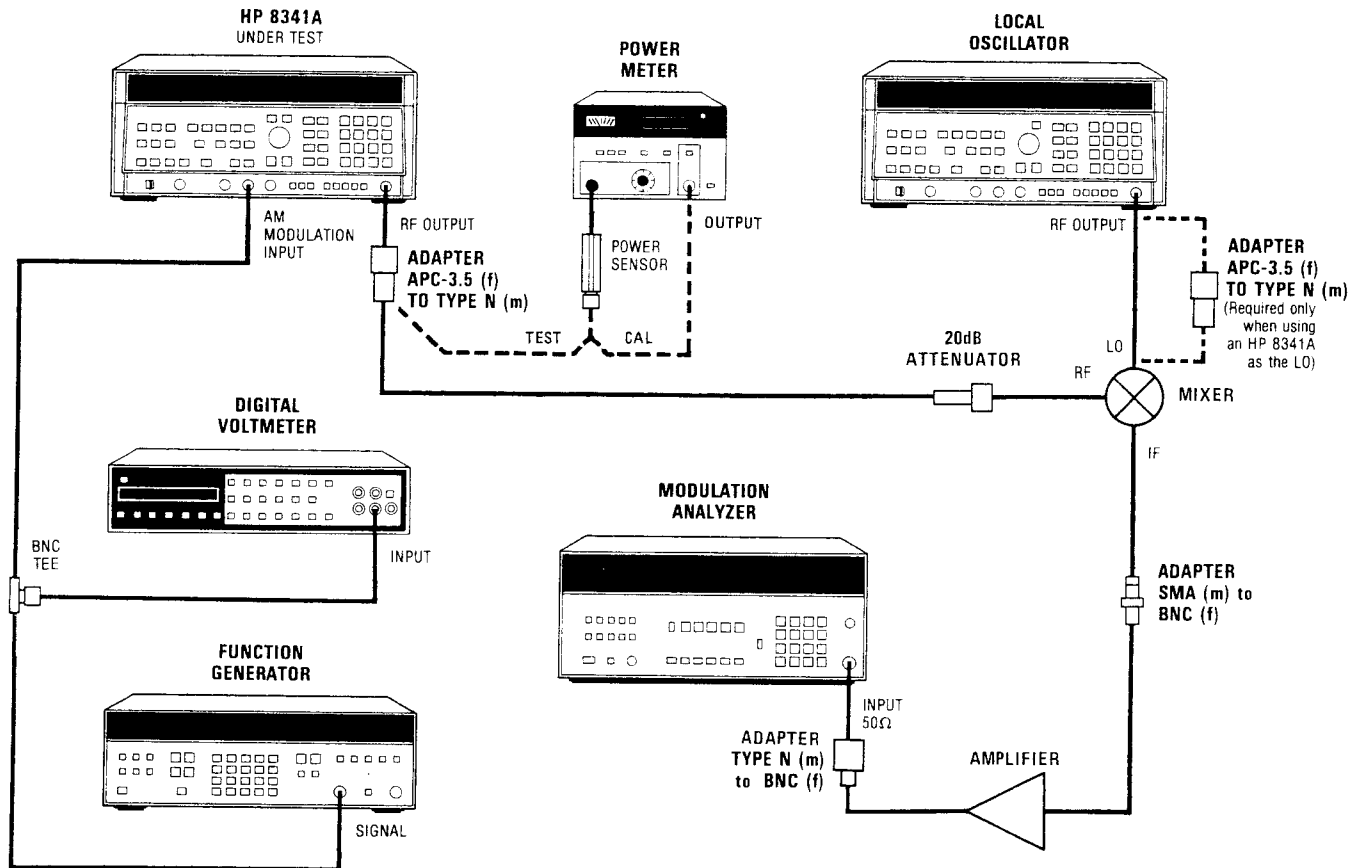 HP 8341A
UNDER TEST
AM
MODULATION
INPUT
RF OUTPUT
ADAPTER
APC-3.5 (f)
TO TYPE N (m)
POWER
METER
OUTPUT
POWER
SENSOR
TEST
CAL
LOCAL
OSCILLATOR
RF OUTPUT
ADAPTER
APC-3.5 (f)
TO TYPE N (m)
(Required only
when using
an HP 8341A
as the LO)
20dB
ATTENUATOR
LO
RF
MIXER
IF
DIGITAL
VOLTMETER
INPUT
BNC
TEE
MODULATION
ANALYZER
INPUT
50Ω
ADAPTER
SMA (m) to
BNC (f)
FUNCTION
GENERATOR
SIGNAL
ADAPTER
TYPE N (m)
to BNC (f)
AMPLIFIER